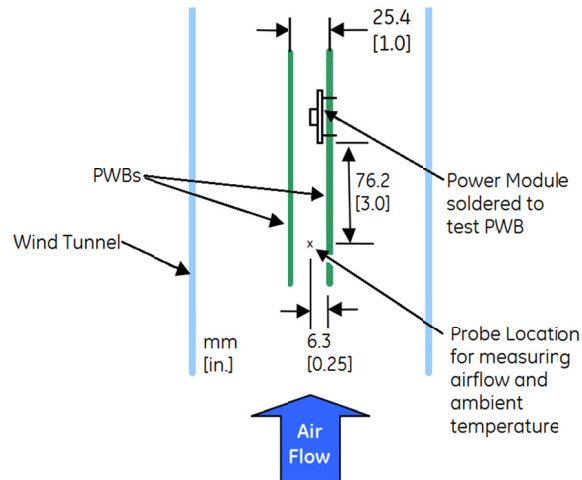 25.4
[1.0]
PWBs
76.2
[3.0]
Power Module
soldered to
test PWB
Wind Tunnel
x
mm
[in.]
6.3
[0.25]
Probe Location
for measuring
airflow and
ambient
temperature
Air
Flow